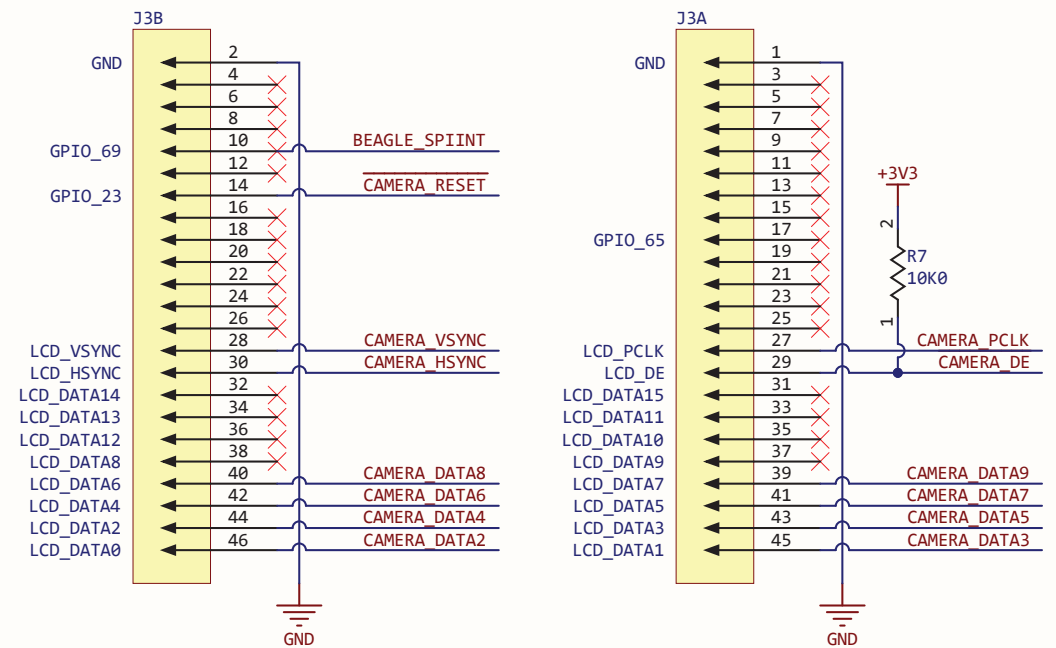 J3B
GND 2
4
6
8
GPIO_69 10 BEAGLE_SPIINT
12
GPIO_23 14 CAMERA_RESET
16
18
20
22
24
26
LCD_VSYNC 28 CAMERA_VSYNC
LCD_HSYNC 30 CAMERA_HSYNC
LCD_DATA14 32
LCD_DATA13 34
LCD_DATA12 36
LCD_DATA8 38
LCD_DATA6 40 CAMERA_DATA8
LCD_DATA4 42 CAMERA_DATA6
LCD_DATA2 44 CAMERA_DATA4
LCD_DATA0 46 CAMERA_DATA2
GND
J3A
GND 1
3
5
7
9
11
13
15
GPIO_65 17
19
21
23
25
LCD_PCLK 27 CAMERA_PCLK
LCD_DE 29 CAMERA_DE
LCD_DATA15 31
LCD_DATA11 33
LCD_DATA10 35
LCD_DATA9 37
LCD_DATA7 39 CAMERA_DATA9
LCD_DATA5 41 CAMERA_DATA7
LCD_DATA3 43 CAMERA_DATA5
LCD_DATA1 45 CAMERA_DATA3
GND
+3V3
2
R7
10K0
1